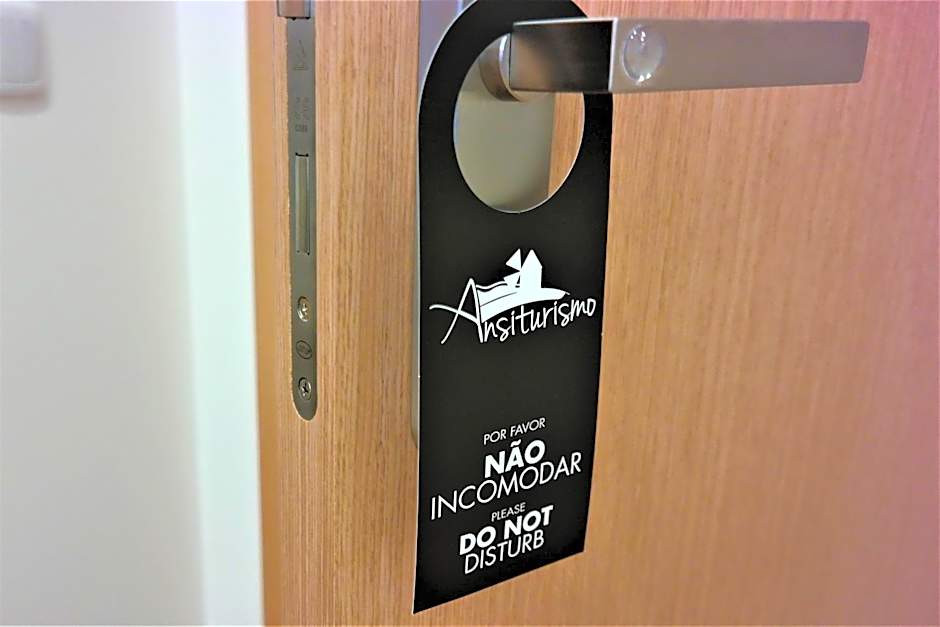 Ansiturismo
POR FAVOR
NÃO
INCOMODAR
PLEASE
DO NOT
DISTURB